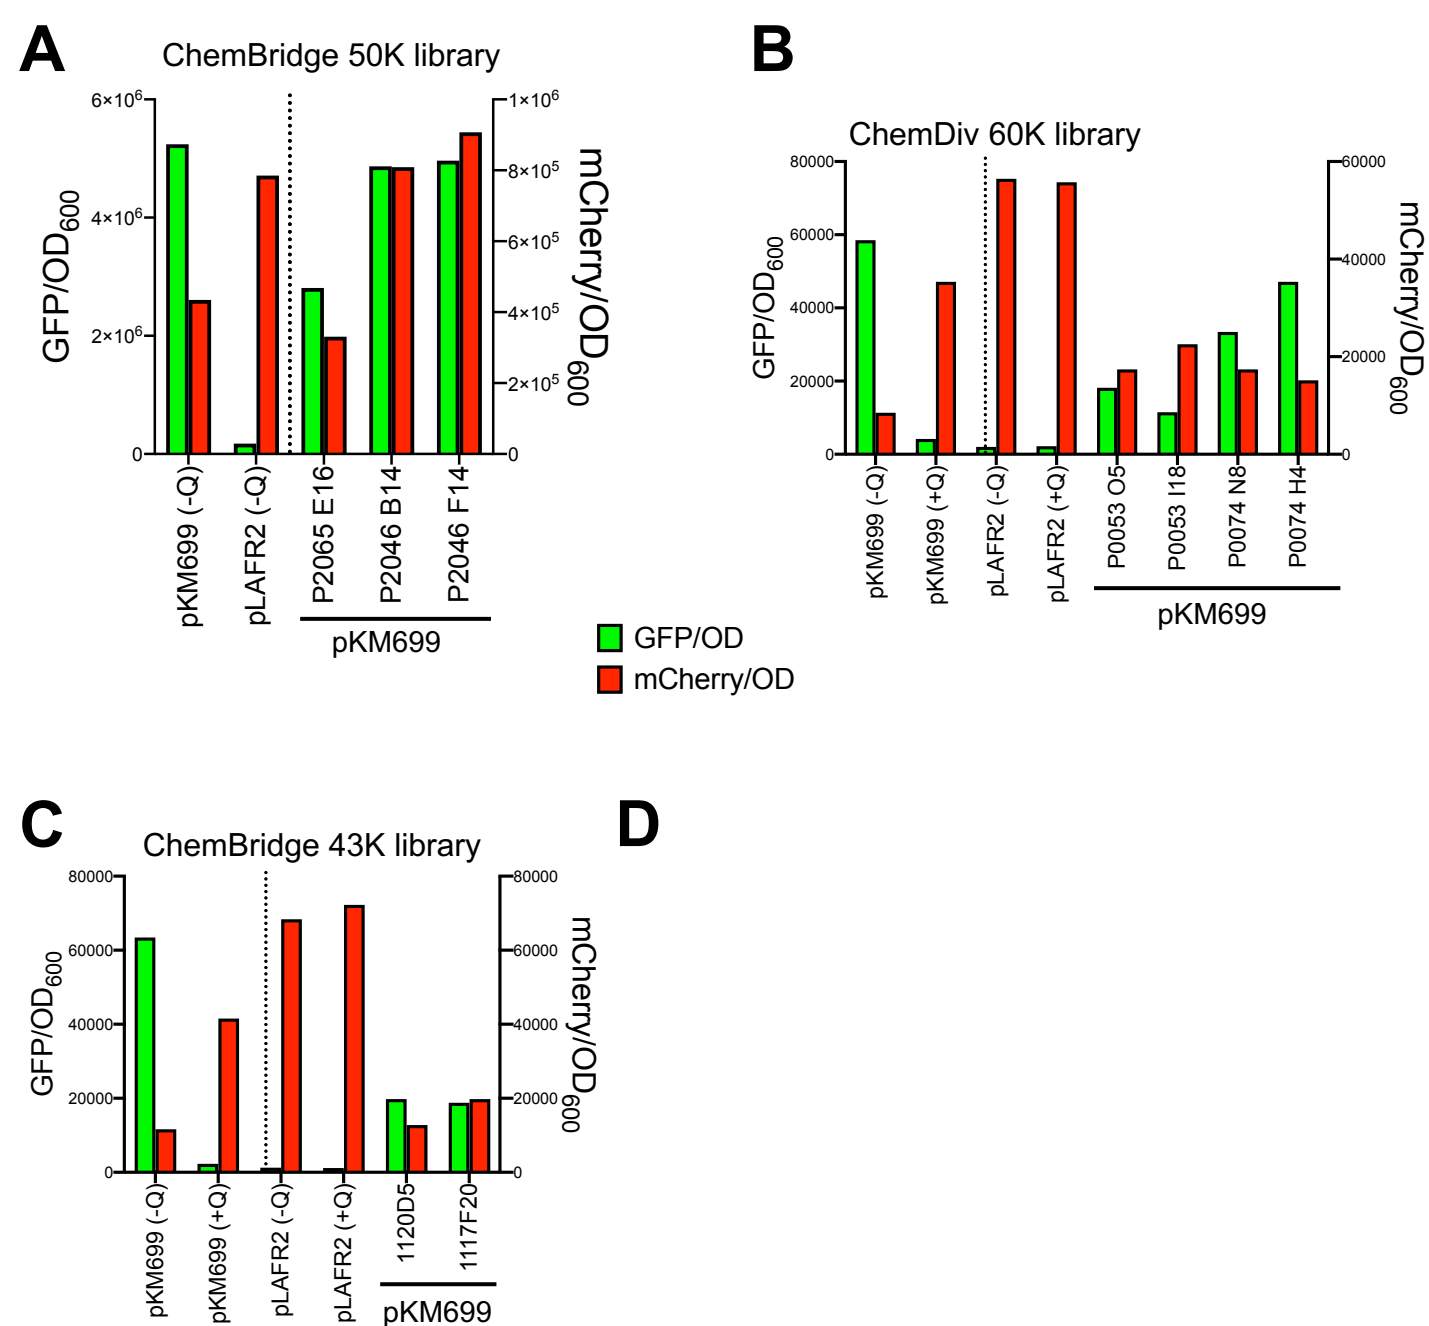 A
ChemBridge 50K library
6×10⁶
4×10⁶
2×10⁶
0
GFP/OD₆₀₀
1×10⁶
8×10⁵
6×10⁵
4×10⁵
2×10⁵
0
mCherry/OD₆₀₀
pKM699 (-Q)
pLAFR2 (-Q)
P2065 E16
P2046 B14
P2046 F14
pKM699
B
ChemDiv 60K library
80000
60000
40000
20000
0
GFP/OD₆₀₀
60000
40000
20000
0
mCherry/OD₆₀₀
pKM699 (-Q)
pKM699 (+Q)
pLAFR2 (-Q)
pLAFR2 (+Q)
P0053 O5
P0053 I18
P0074 N8
P0074 H4
pKM699
GFP/OD
mCherry/OD
C
ChemBridge 43K library
80000
60000
40000
20000
0
GFP/OD₆₀₀
80000
60000
40000
20000
0
mCherry/OD₆₀₀
pKM699 (-Q)
pKM699 (+Q)
pLAFR2 (-Q)
pLAFR2 (+Q)
1120D5
1117F20
pKM699
D